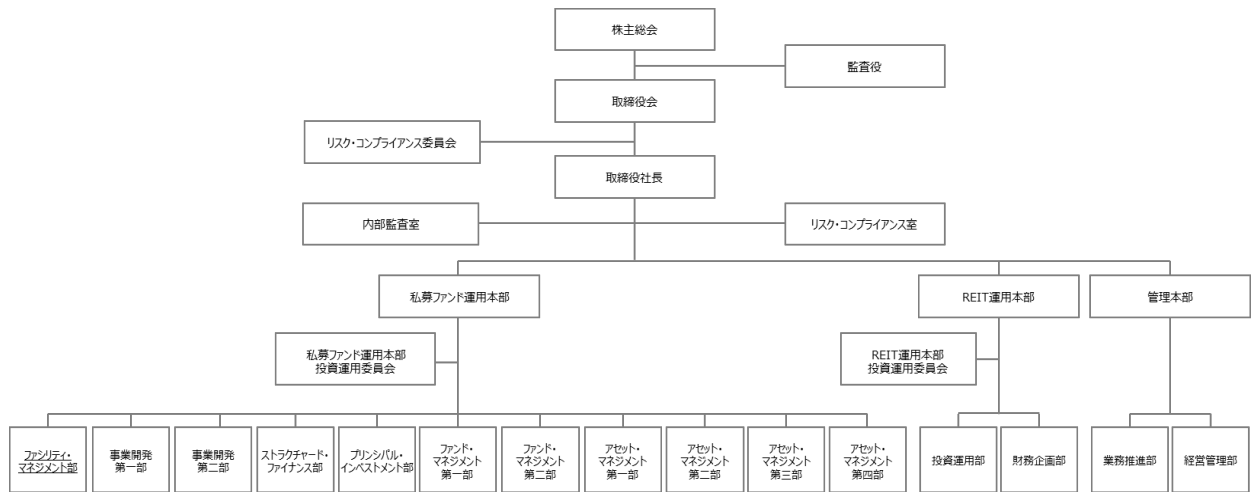 株主総会
監査役
取締役会
リスク・コンプライアンス委員会
取締役社長
内部監査室
リスク・コンプライアンス室
私募ファンド運用本部
REIT運用本部
管理本部
私募ファンド運用本部
投資運用委員会
REIT運用本部
投資運用委員会
ファシリティ・
マネジメント部
事業開発
第一部
事業開発
第二部
ストラクチャード・
ファイナンス部
プリンシパル・
インベストメント部
ファンド・
マネジメント
第一部
ファンド・
マネジメント
第二部
アセット・
マネジメント
第一部
アセット・
マネジメント
第二部
アセット・
マネジメント
第三部
アセット・
マネジメント
第四部
投資運用部
財務企画部
業務推進部
経営管理部